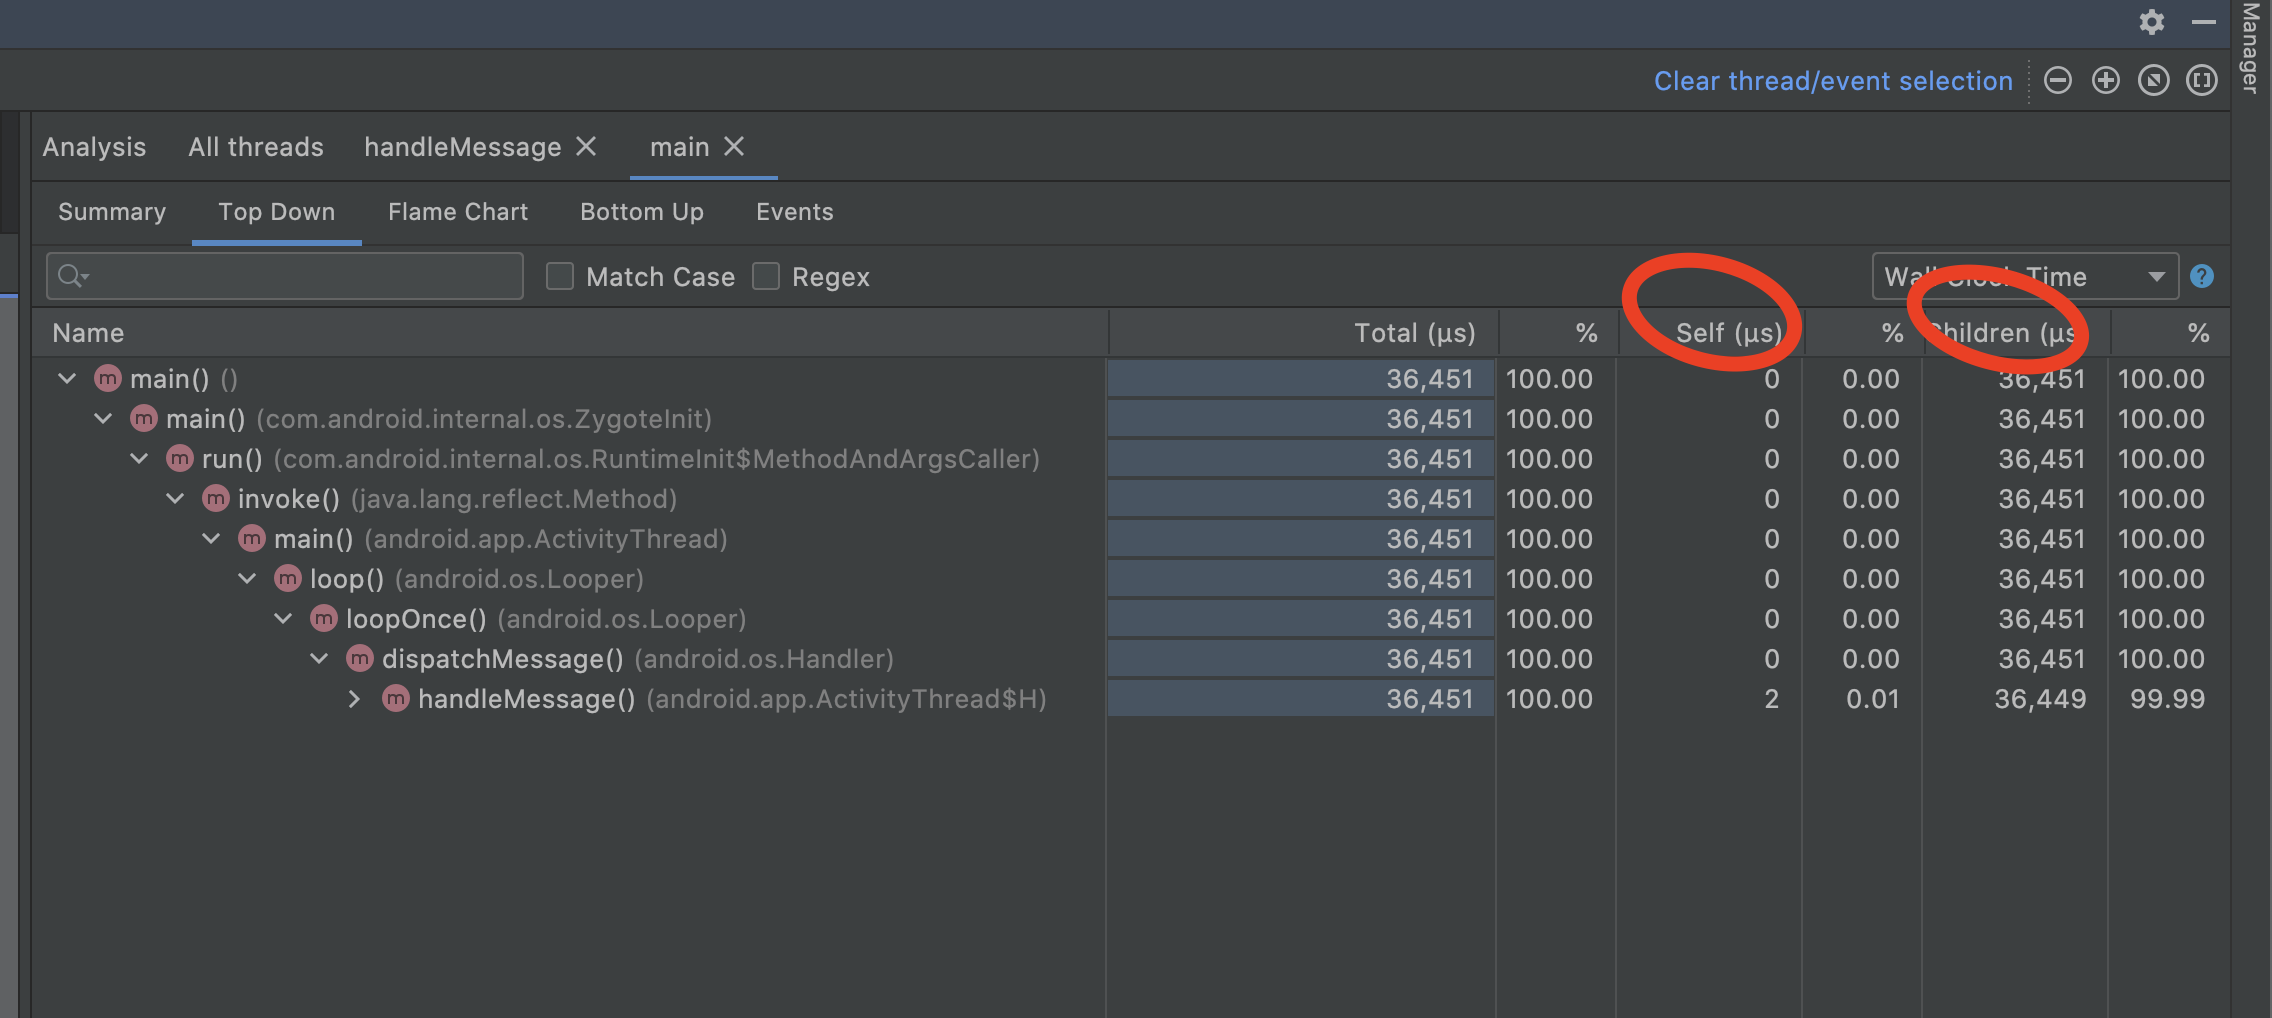 Manager
Clear thread/event selection
Analysis All threads handleMessage main
Summary Top Down Flame Chart Bottom Up Events
Match Case Regex Wall Clock Time ?
Name Total (µs) % Self (µs) % Children (µs %
m main() () 36,451 100.00 0 0.00 36,451 100.00
m main() (com.android.internal.os.ZygoteInit) 36,451 100.00 0 0.00 36,451 100.00
m run() (com.android.internal.os.RuntimeInit$MethodAndArgsCaller) 36,451 100.00 0 0.00 36,451 100.00
m invoke() (java.lang.reflect.Method) 36,451 100.00 0 0.00 36,451 100.00
m main() (android.app.ActivityThread) 36,451 100.00 0 0.00 36,451 100.00
m loop() (android.os.Looper) 36,451 100.00 0 0.00 36,451 100.00
m loopOnce() (android.os.Looper) 36,451 100.00 0 0.00 36,451 100.00
m dispatchMessage() (android.os.Handler) 36,451 100.00 0 0.00 36,451 100.00
m handleMessage() (android.app.ActivityThread$H) 36,451 100.00 2 0.01 36,449 99.99